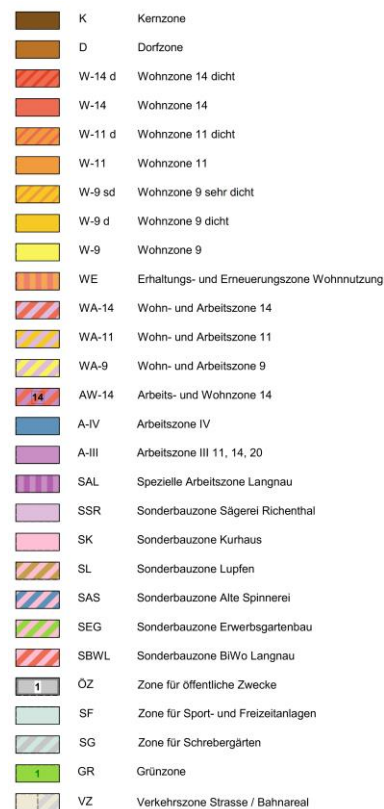 K Kernzone
D Dorfzone
W-14 d Wohnzone 14 dicht
W-14 Wohnzone 14
W-11 d Wohnzone 11 dicht
W-11 Wohnzone 11
W-9 sd Wohnzone 9 sehr dicht
W-9 d Wohnzone 9 dicht
W-9 Wohnzone 9
WE Erhaltungs- und Erneuerungszone Wohnnutzung
WA-14 Wohn- und Arbeitszone 14
WA-11 Wohn- und Arbeitszone 11
WA-9 Wohn- und Arbeitszone 9
14 AW-14 Arbeits- und Wohnzone 14
A-IV Arbeitszone IV
A-III Arbeitszone III 11, 14, 20
SAL Spezielle Arbeitszone Langnau
SSR Sonderbauzone Sägerei Richenthal
SK Sonderbauzone Kurhaus
SL Sonderbauzone Lupfen
SAS Sonderbauzone Alte Spinnerei
SEG Sonderbauzone Erwerbsgartenbau
SBWL Sonderbauzone BiWo Langnau
1 ÖZ Zone für öffentliche Zwecke
SF Zone für Sport- und Freizeitanlagen
SG Zone für Schrebergärten
1 GR Grünzone
VZ Verkehrszone Strasse / Bahnareal